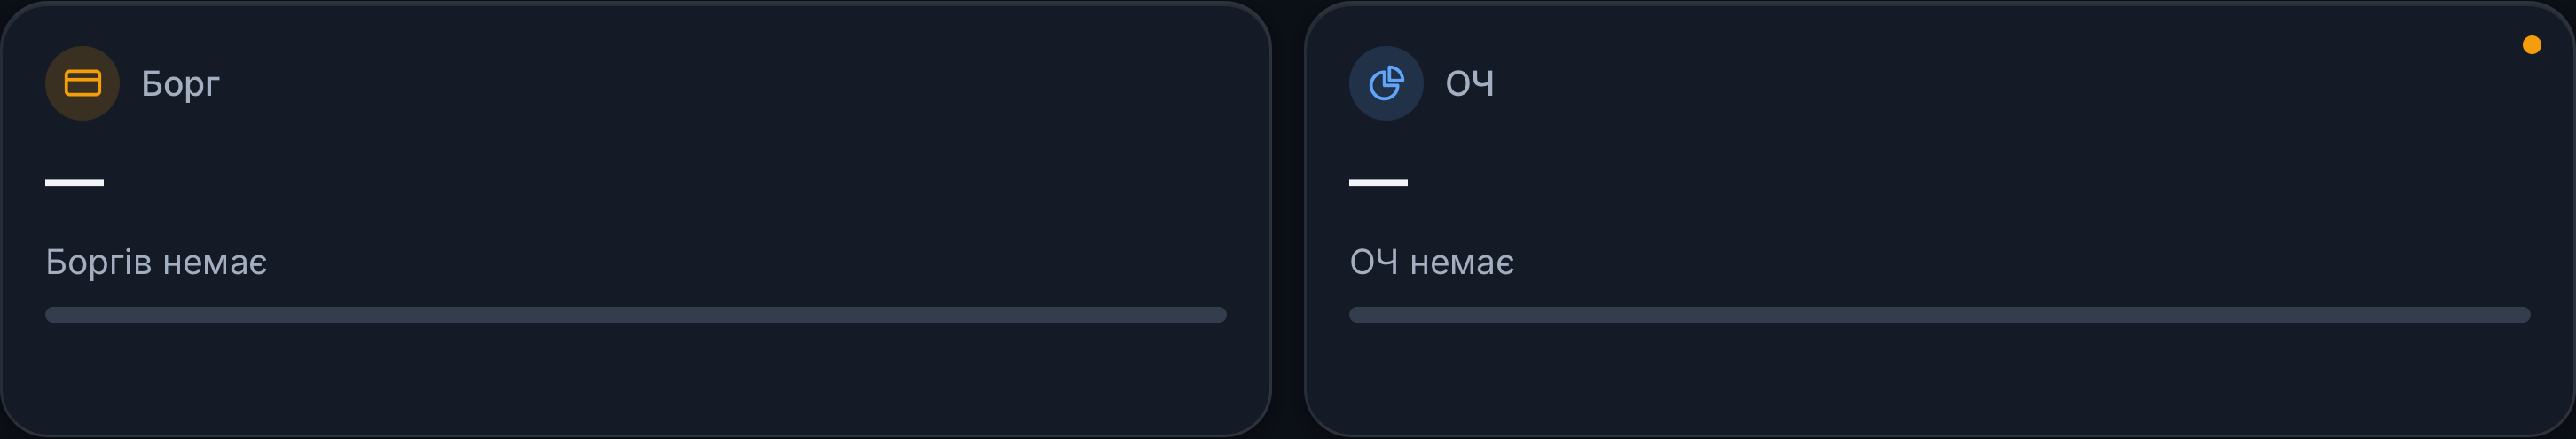 Борг
—
Боргів немає
ОЧ
—
ОЧ немає